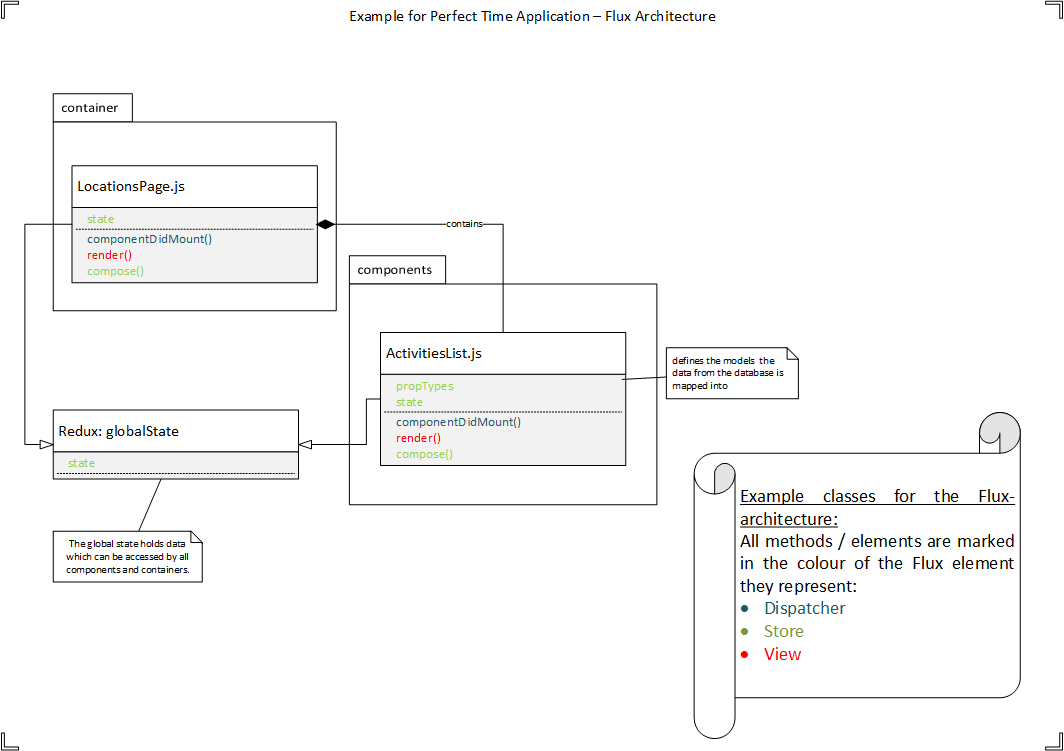 Example for Perfect Time Application – Flux Architecture
container
LocationsPage.js
state
componentDidMount()
render()
compose()
contains
components
ActivitiesList.js
propTypes
state
componentDidMount()
render()
compose()
defines the models the
data from the database is
mapped into
Redux: globalState
state
The global state holds data
which can be accessed by all
components and containers.
Example classes for the Flux-
architecture:
All methods / elements are marked
in the colour of the Flux element
they represent:
• Dispatcher
• Store
• View